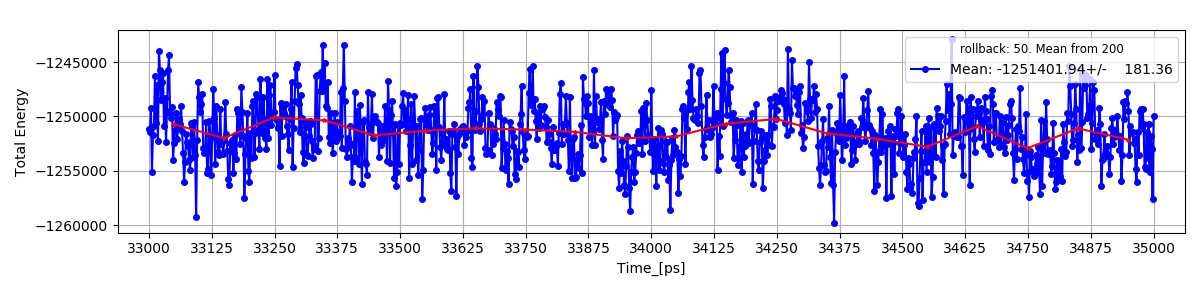 rollback: 50. Mean from 200
Mean: -1251401.94+/- 181.36
Total Energy
−1245000
−1250000
−1255000
−1260000
33000 33125 33250 33375 33500 33625 33750 33875 34000 34125 34250 34375 34500 34625 34750 34875 35000
Time_[ps]